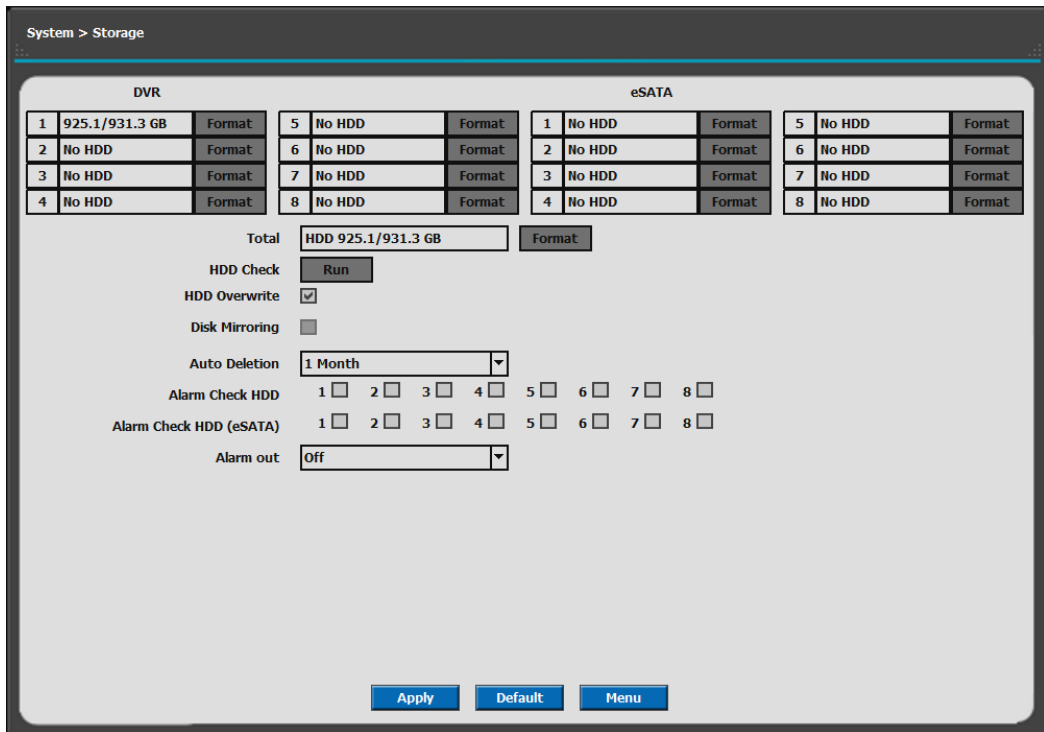 System > Storage
DVR eSATA
1 925.1/931.3 GB Format 5 No HDD Format 1 No HDD Format 5 No HDD Format
2 No HDD Format 6 No HDD Format 2 No HDD Format 6 No HDD Format
3 No HDD Format 7 No HDD Format 3 No HDD Format 7 No HDD Format
4 No HDD Format 8 No HDD Format 4 No HDD Format 8 No HDD Format
Total HDD 925.1/931.3 GB Format
HDD Check Run
HDD Overwrite
Disk Mirroring
Auto Deletion 1 Month
Alarm Check HDD 1 2 3 4 5 6 7 8
Alarm Check HDD (eSATA) 1 2 3 4 5 6 7 8
Alarm out Off
Apply Default Menu